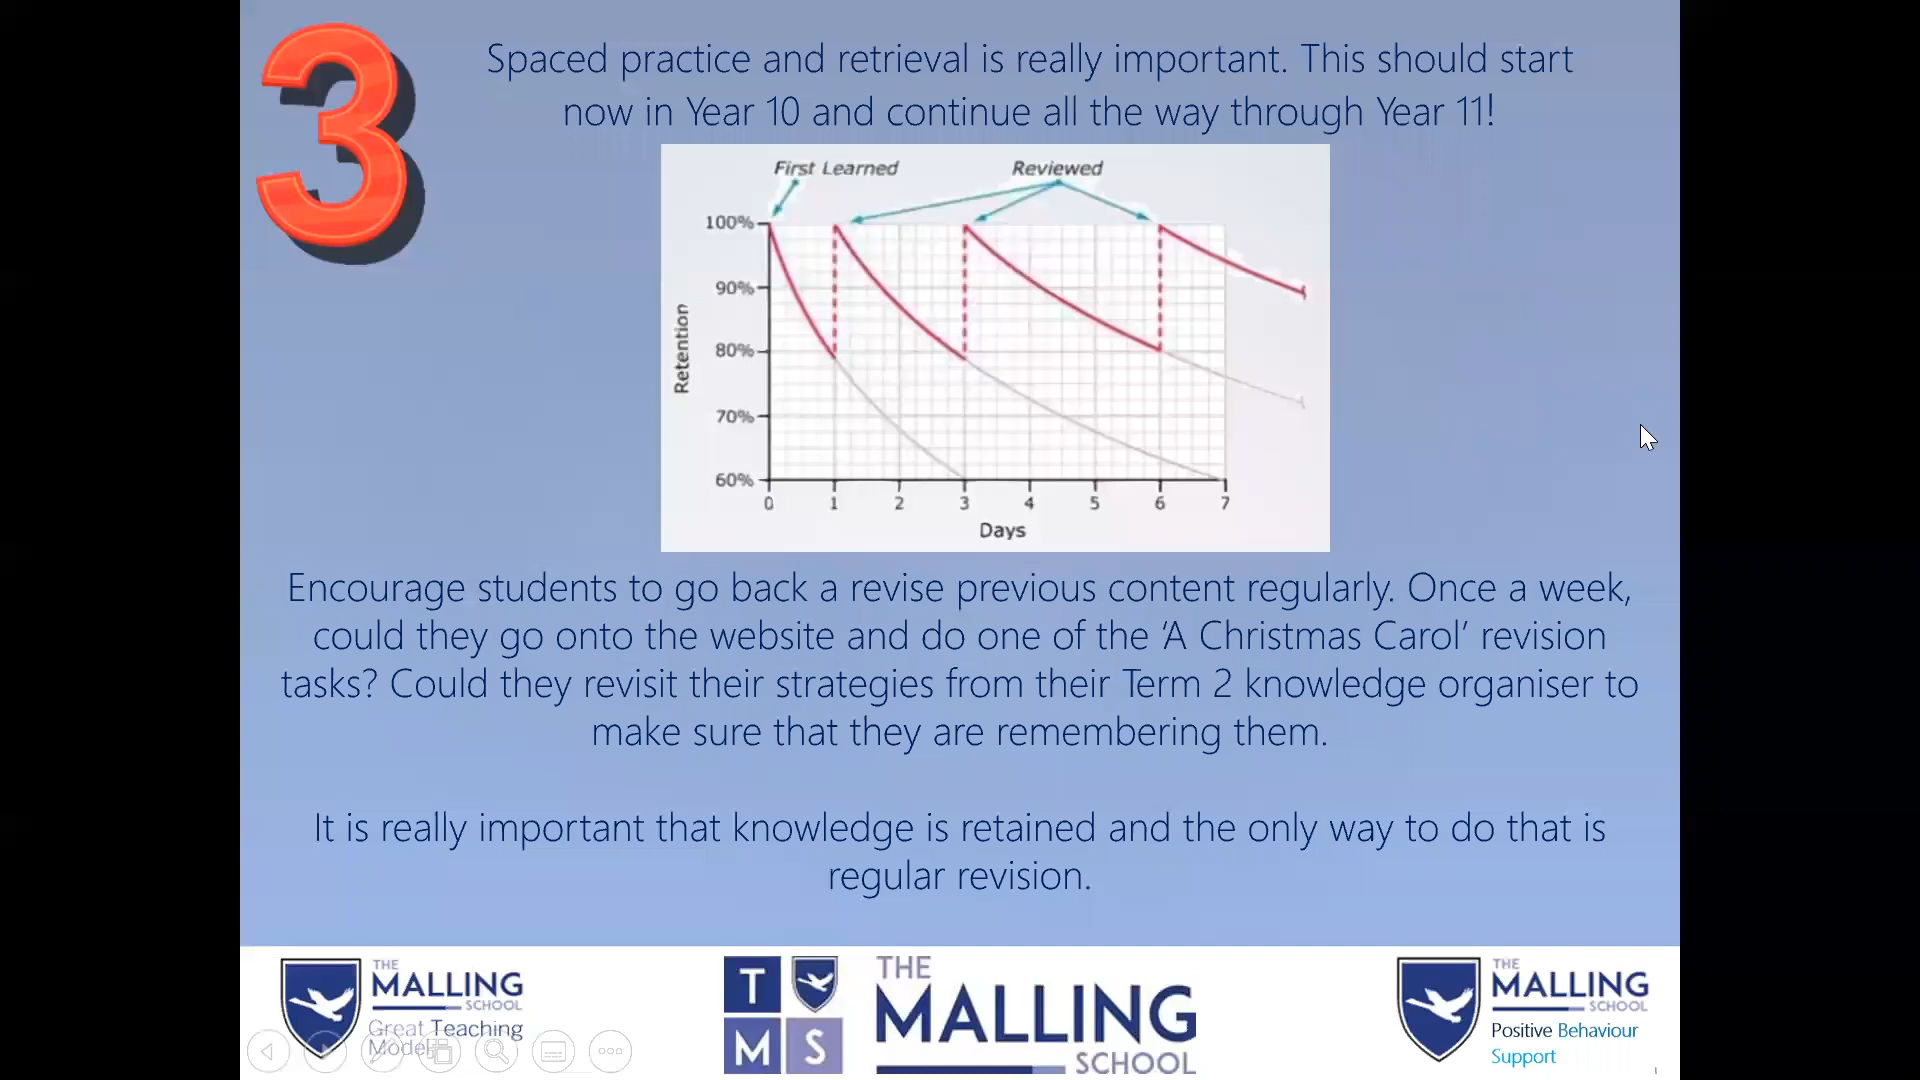 3
Spaced practice and retrieval is really important. This should start
now in Year 10 and continue all the way through Year 11!
First Learned
Reviewed
100%
90%
80%
70%
60%
Retention
0 1 2 3 4 5 6 7
Days
Encourage students to go back a revise previous content regularly. Once a week,
could they go onto the website and do one of the ‘A Christmas Carol’ revision
tasks? Could they revisit their strategies from their Term 2 knowledge organiser to
make sure that they are remembering them.
It is really important that knowledge is retained and the only way to do that is
regular revision.
THE
MALLING
SCHOOL
Great Teaching
Model
T
M S
THE
MALLING
SCHOOL
THE
MALLING
SCHOOL
Positive Behaviour
Support